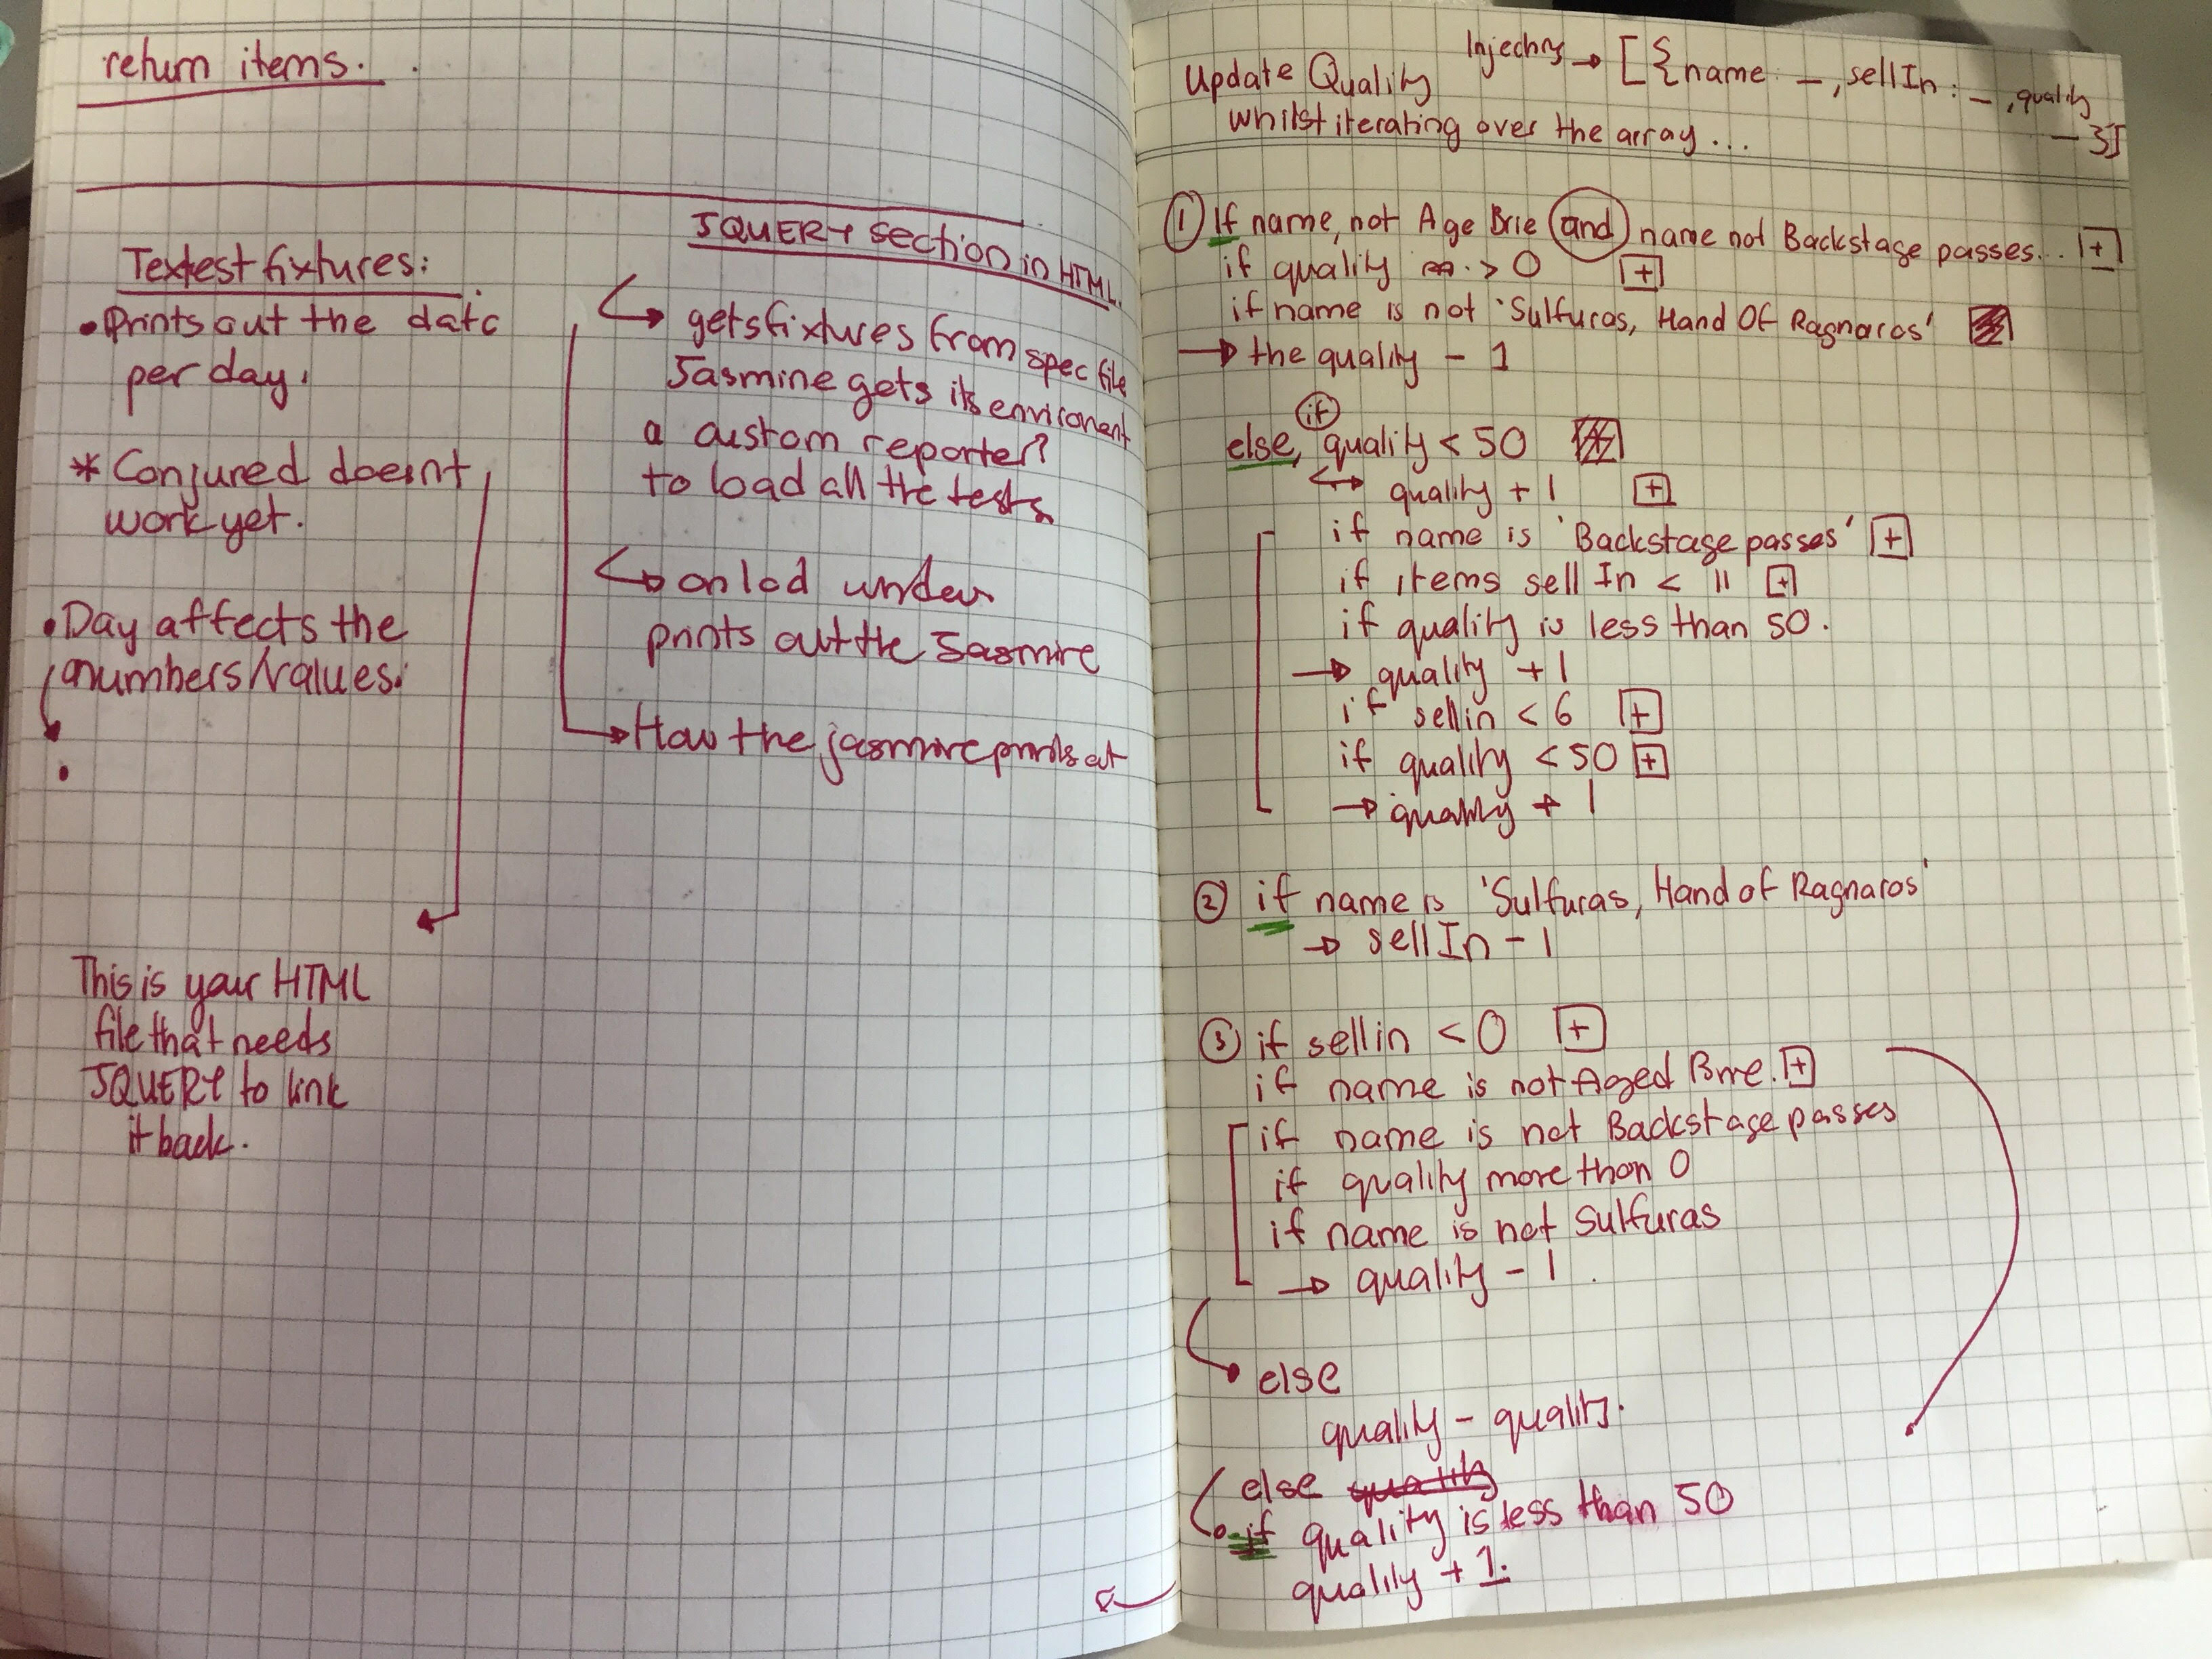 return items.
Textest fixtures:
• Prints out the date
per day.
* Conjured doesnt
work yet.
• Day affects the
numbers/values.
This is your HTML
file that needs
JQUERY to link
it back.
JQUERY section in HTML.
gets fixtures from spec file
Jasmine gets its enviroment
a custom reporter?
to load all the tests
on lod under
prints out the Jasmine
How the jasmine prints out
Update Quality Injecting → [{name: _, sellIn: _, quality
_}]
whilst iterating over the array...
① If name, not Age Brie and name not Backstage passes... [+]
if quality > 0 [+]
if name is not 'Sulfuras, Hand Of Ragnaros'
→ the quality - 1
if
else, quality < 50
↪ quality + 1 [+]
if name is 'Backstage passes' [+]
if items sell In < 11 [+]
if quality is less than 50.
→ quality +1
if sellin < 6 [+]
if quality < 50 [+]
→ quality + 1
② if name is 'Sulfuras, Hand of Ragnaros'
→ sellIn - 1
③ if sellin < 0 [+]
if name is not Aged Brie. [+]
if name is not Backstage passes
if quality more than 0
if name is not Sulfuras
→ quality - 1.
else
quality - quality.
else quality
if quality is less than 50
quality + 1.